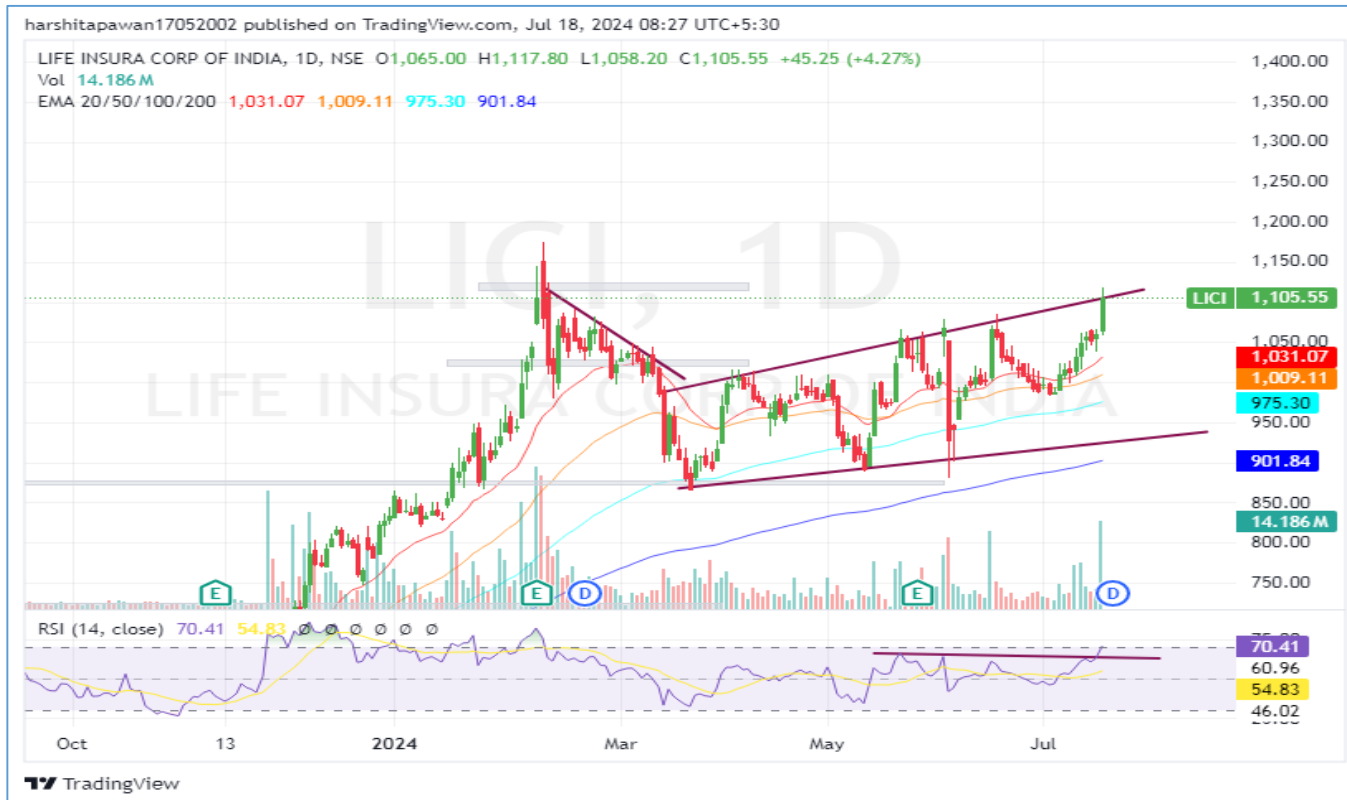 harshitapawan17052002 published on TradingView.com, Jul 18, 2024 08:27 UTC+5:30
LIFE INSURA CORP OF INDIA, 1D, NSE O1,065.00 H1,117.80 L1,058.20 C1,105.55 +45.25 (+4.27%)
Vol 14.186 M
EMA 20/50/100/200 1,031.07 1,009.11 975.30 901.84
LICI, 1D
LIFE INSURA CORP OF INDIA
1,400.00
1,350.00
1,300.00
1,250.00
1,200.00
1,150.00
LICI 1,105.55
1,050.00
1,031.07
1,009.11
975.30
950.00
901.84
850.00
14.186 M
800.00
750.00
E E D E D
RSI (14, close) 70.41 54.83 Ø Ø Ø Ø Ø Ø
70.41
60.96
54.83
46.02
Oct 13 2024 Mar May Jul
TradingView